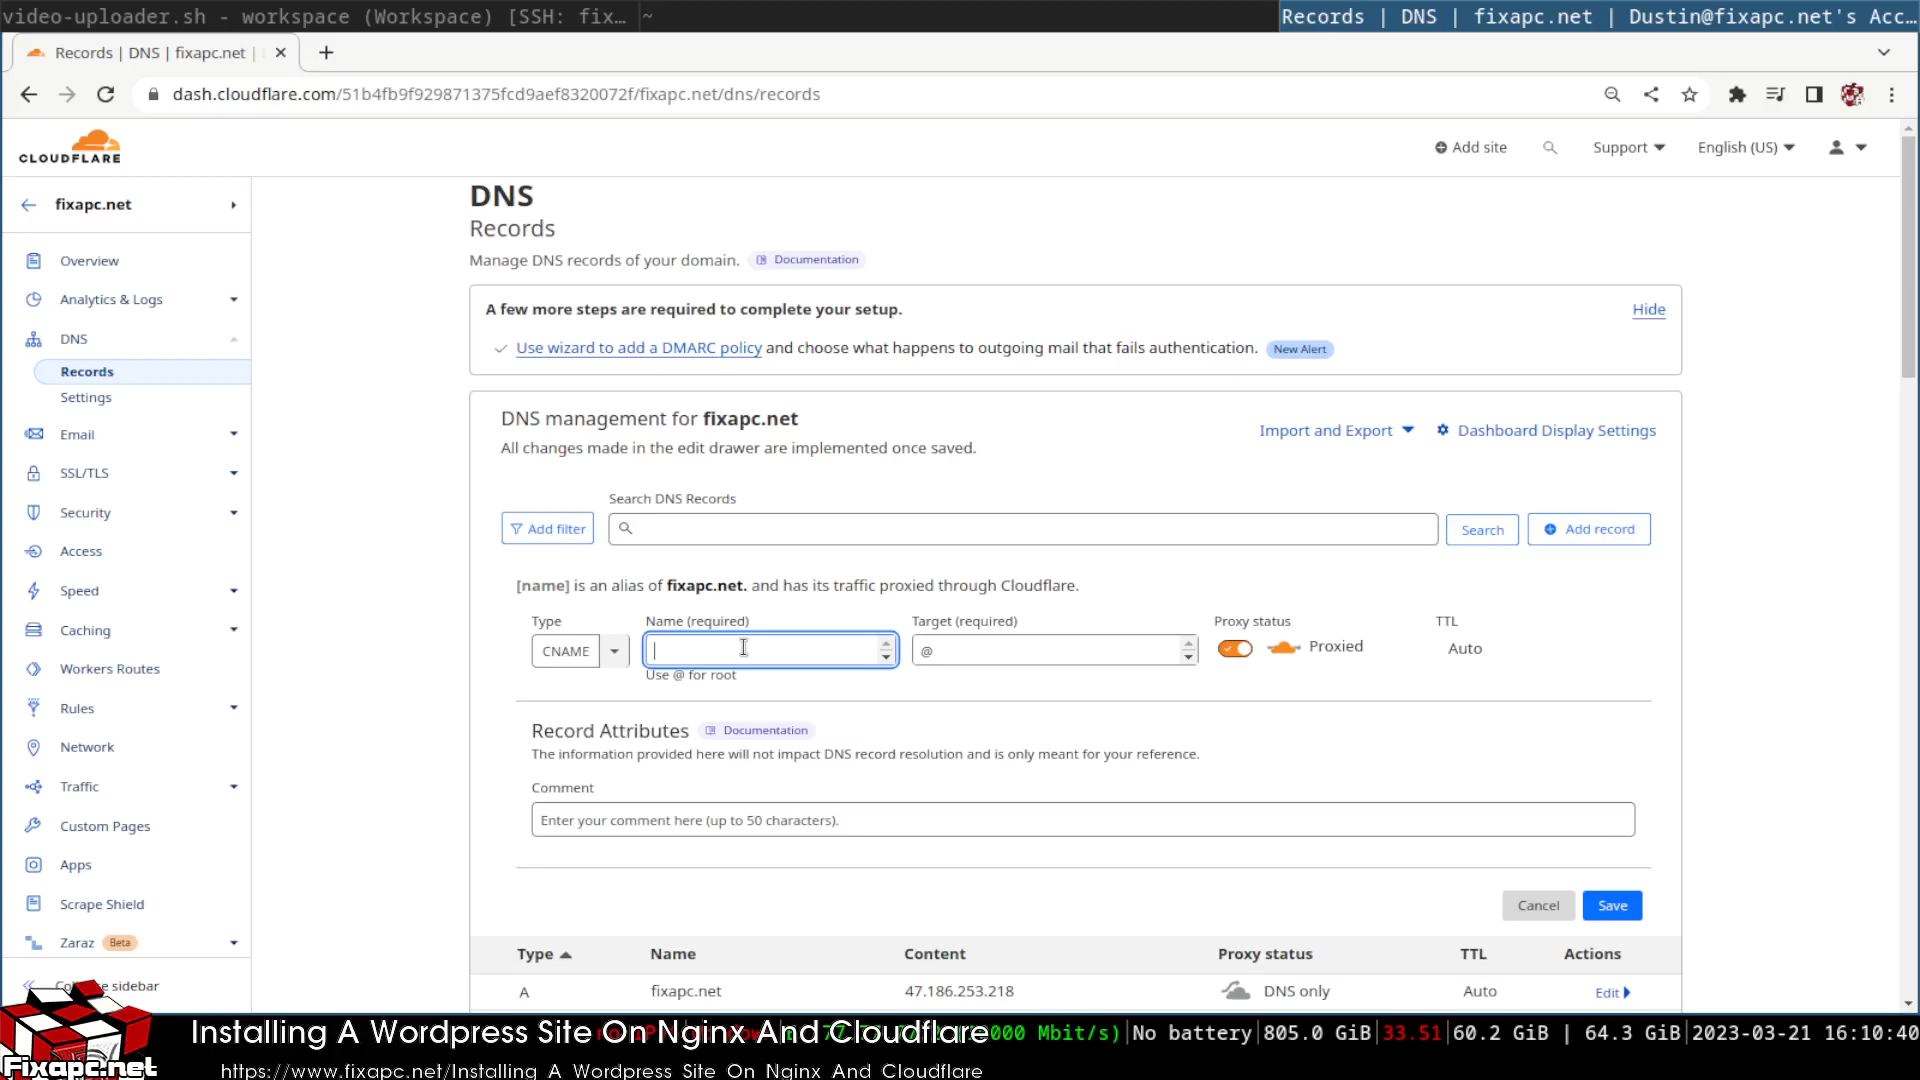 video-uploader.sh - workspace (Workspace) [SSH: fix… ~ Records | DNS | fixapc.net | Dustin@fixapc.net's Acc…
Records | DNS | fixapc.net |
dash.cloudflare.com/51b4fb9f929871375fcd9aef8320072f/fixapc.net/dns/records
CLOUDFLARE
Add site
Support
English (US)
fixapc.net
Overview
Analytics & Logs
DNS
Records
Settings
Email
SSL/TLS
Security
Access
Speed
Caching
Workers Routes
Rules
Network
Traffic
Custom Pages
Apps
Scrape Shield
Zaraz Beta
sidebar
DNS
Records
Manage DNS records of your domain. Documentation
A few more steps are required to complete your setup. Hide
Use wizard to add a DMARC policy and choose what happens to outgoing mail that fails authentication. New Alert
DNS management for fixapc.net
All changes made in the edit drawer are implemented once saved.
Import and Export Dashboard Display Settings
Search DNS Records
Add filter Search Add record
[name] is an alias of fixapc.net. and has its traffic proxied through Cloudflare.
Type Name (required) Target (required) Proxy status TTL
CNAME @ Proxied Auto
Use @ for root
Record Attributes Documentation
The information provided here will not impact DNS record resolution and is only meant for your reference.
Comment
Enter your comment here (up to 50 characters).
Cancel Save
Type Name Content Proxy status TTL Actions
A fixapc.net 47.186.253.218 DNS only Auto Edit
Installing A Wordpress Site On Nginx And Cloudflare
000 Mbit/s)|No battery|805.0 GiB|33.51|60.2 GiB | 64.3 GiB|2023-03-21 16:10:40
Fixapc.net
https://www.fixapc.net/Installing A Wordpress Site On Nginx And Cloudflare